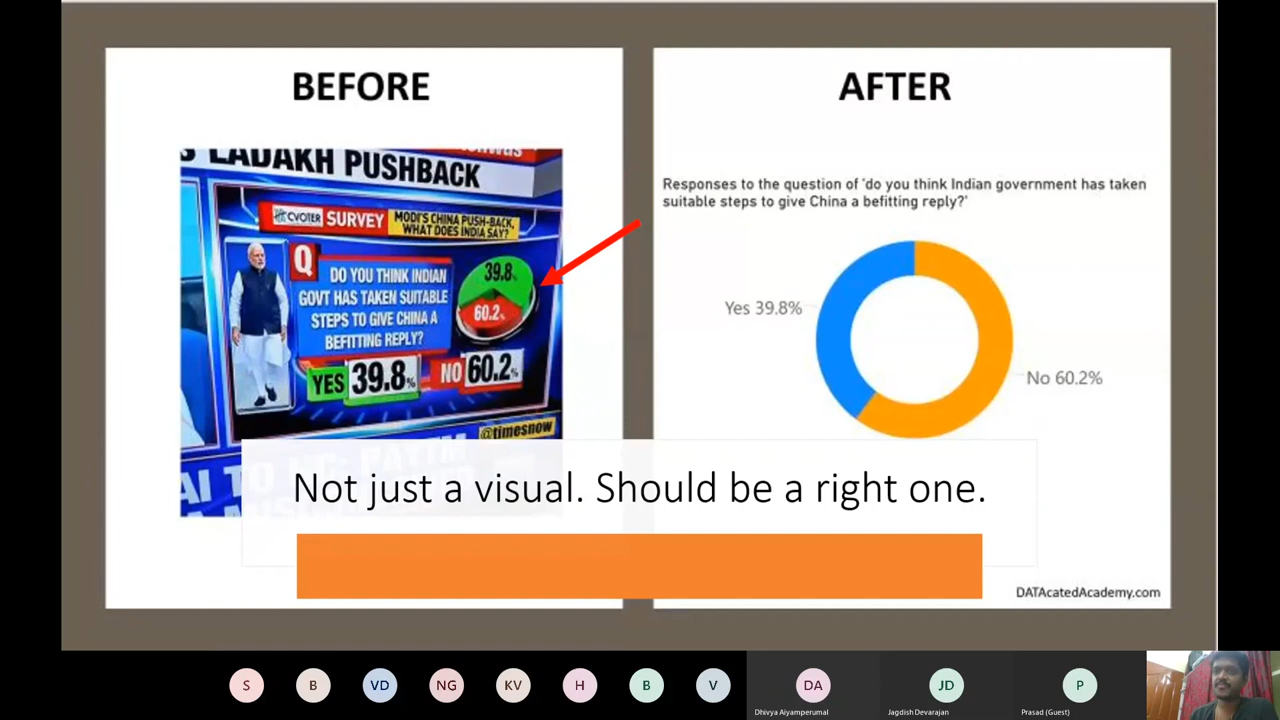 BEFORE
S LADAKH PUSHBACK
CVOTER SURVEY
MODI'S CHINA PUSH-BACK,
WHAT DOES INDIA SAY?
Q
DO YOU THINK INDIAN
GOVT HAS TAKEN SUITABLE
STEPS TO GIVE CHINA A
BEFITTING REPLY?
39.8%
60.2%
YES 39.8%
NO 60.2%
@timesnow
AFTER
Responses to the question of 'do you think Indian government has taken
suitable steps to give China a befitting reply?'
Yes 39.8%
No 60.2%
Not just a visual. Should be a right one.
DATAcatedAcademy.com
S
B
VD
NG
KV
H
B
V
DA
JD
P
Dhivya Aiyamperumal
Jagdish Devarajan
Prasad (Guest)